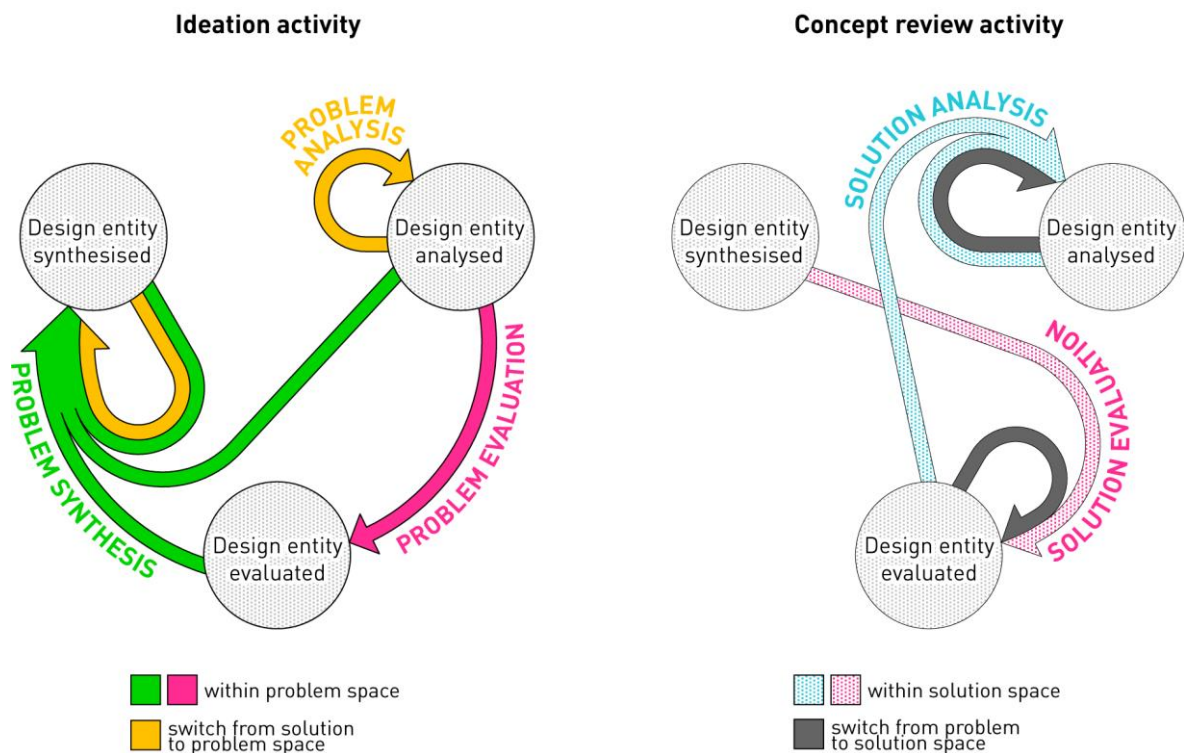 Ideation activity
PROBLEM
ANALYSIS
Design entity
synthesised
Design entity
analysed
PROBLEM SYNTHESIS
PROBLEM EVALUATION
Design entity
evaluated
within problem space
switch from solution
to problem space
Concept review activity
SOLUTION ANALYSIS
Design entity
synthesised
Design entity
analysed
SOLUTION EVALUATION
Design entity
evaluated
within solution space
switch from problem
to solution space